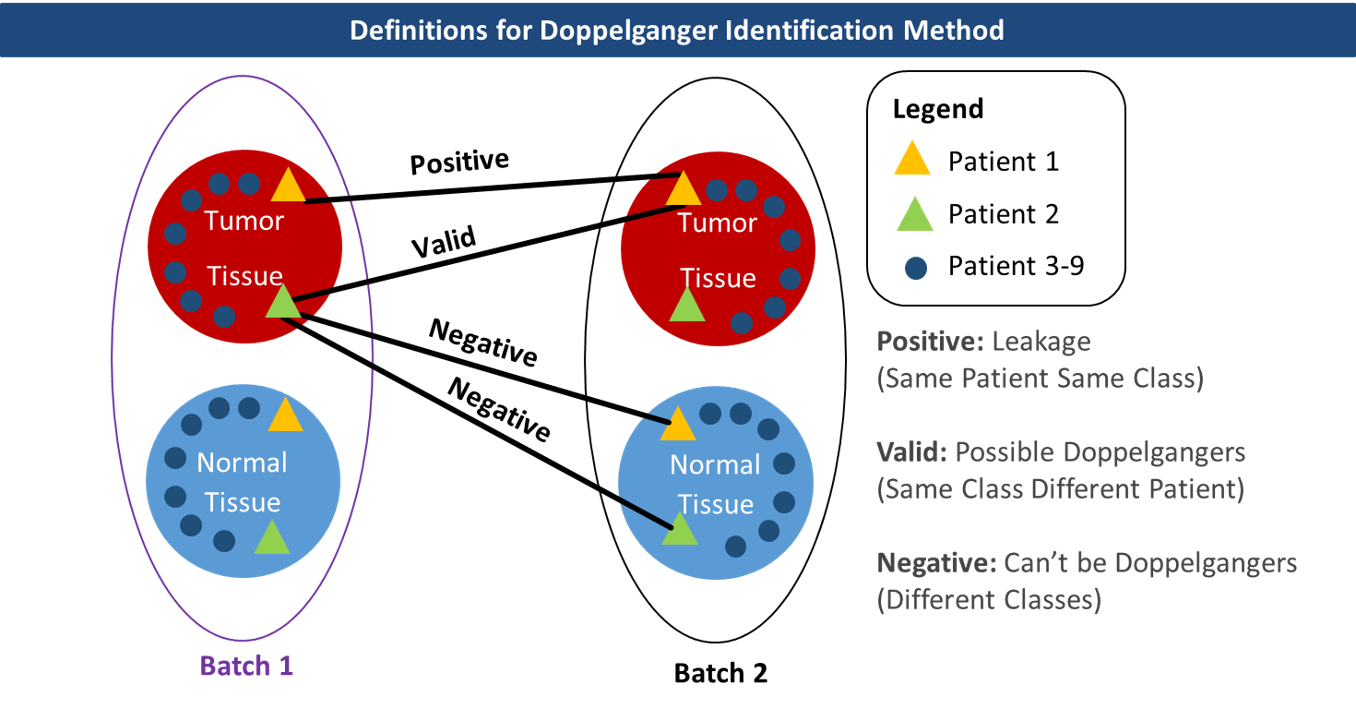 Definitions for Doppelganger Identification Method
Positive
Valid
Negative
Negative
Tumor
Tissue
Normal
Tissue
Batch 1
Tumor
Tissue
Normal
Tissue
Batch 2
Legend
Patient 1
Patient 2
Patient 3-9
Positive: Leakage
(Same Patient Same Class)
Valid: Possible Doppelgangers
(Same Class Different Patient)
Negative: Can’t be Doppelgangers
(Different Classes)